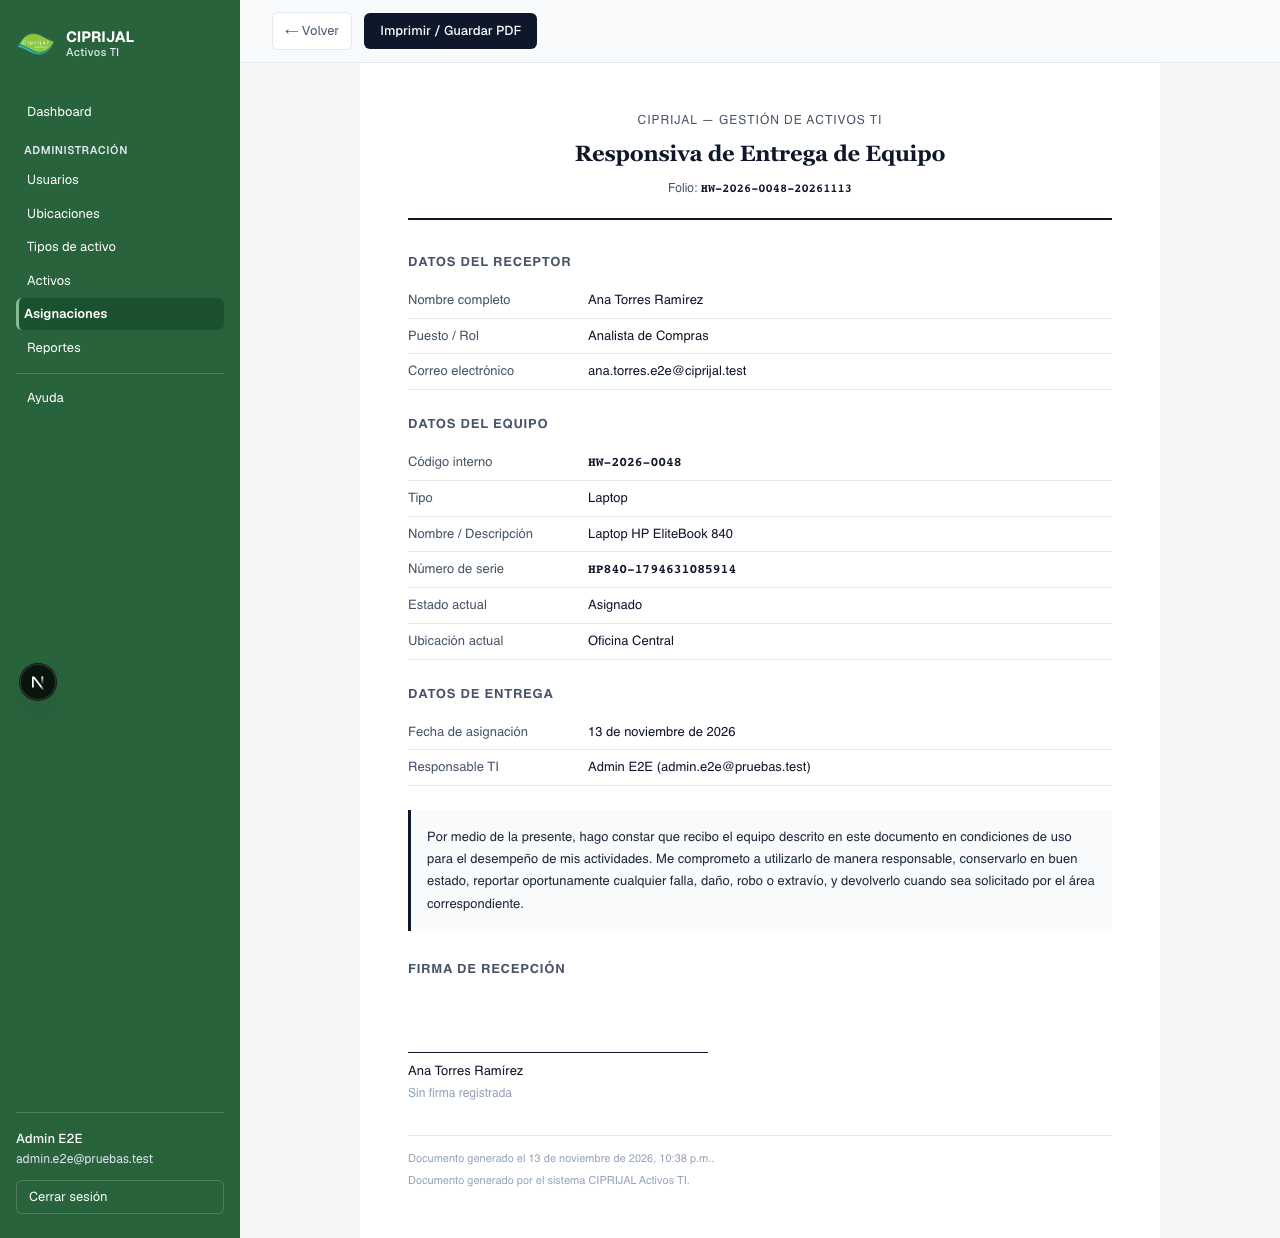 Ciprijal
CIPRIJAL
Activos TI
Dashboard
ADMINISTRACIÓN
Usuarios
Ubicaciones
Tipos de activo
Activos
Asignaciones
Reportes
Ayuda
N
Admin E2E
admin.e2e@pruebas.test
Cerrar sesión
← Volver
Imprimir / Guardar PDF
CIPRIJAL — GESTIÓN DE ACTIVOS TI
Responsiva de Entrega de Equipo
Folio: HW-2026-0048-20261113
DATOS DEL RECEPTOR
Nombre completo Ana Torres Ramírez
Puesto / Rol Analista de Compras
Correo electrónico ana.torres.e2e@ciprijal.test
DATOS DEL EQUIPO
Código interno HW-2026-0048
Tipo Laptop
Nombre / Descripción Laptop HP EliteBook 840
Número de serie HP840-1794631085914
Estado actual Asignado
Ubicación actual Oficina Central
DATOS DE ENTREGA
Fecha de asignación 13 de noviembre de 2026
Responsable TI Admin E2E (admin.e2e@pruebas.test)
Por medio de la presente, hago constar que recibo el equipo descrito en este documento en condiciones de uso
para el desempeño de mis actividades. Me comprometo a utilizarlo de manera responsable, conservarlo en buen
estado, reportar oportunamente cualquier falla, daño, robo o extravío, y devolverlo cuando sea solicitado por el área
correspondiente.
FIRMA DE RECEPCIÓN
Ana Torres Ramírez
Sin firma registrada
Documento generado el 13 de noviembre de 2026, 10:38 p.m..
Documento generado por el sistema CIPRIJAL Activos TI.